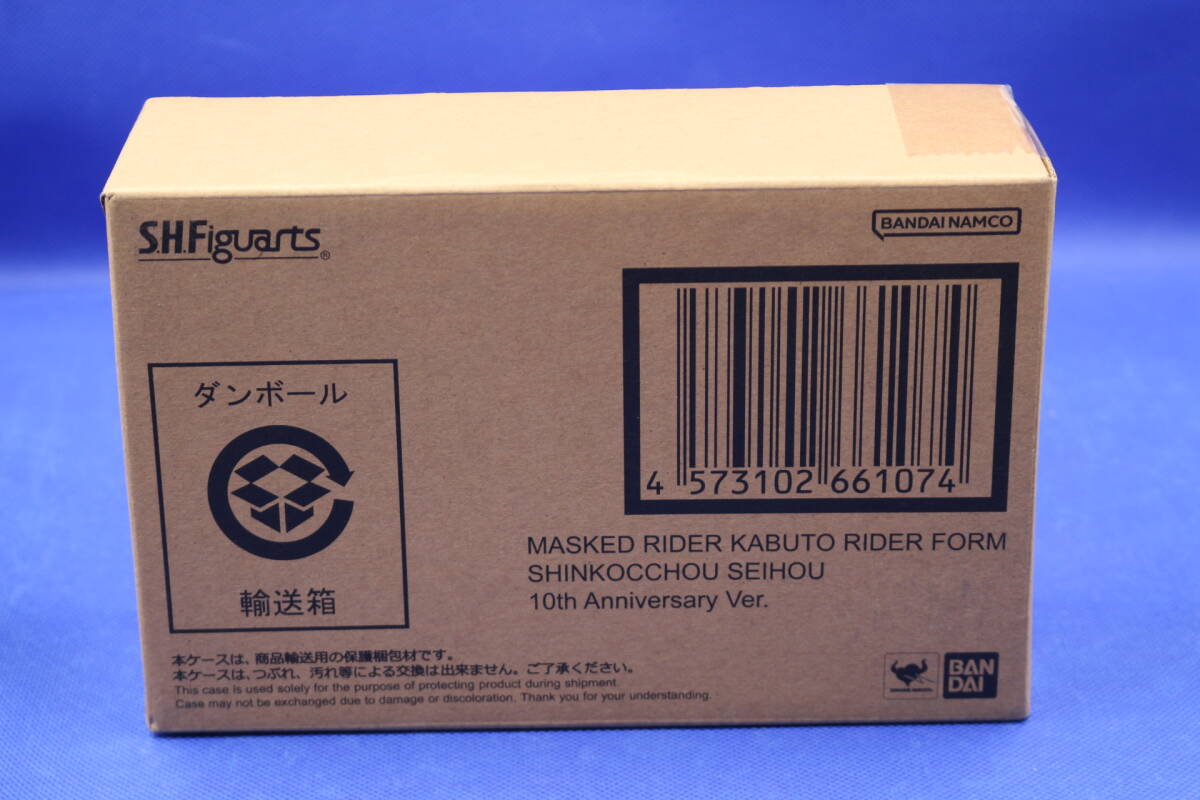 S.H.Figuarts®
BANDAI NAMCO
ダンボール
輸送箱
4 573102 661074
MASKED RIDER KABUTO RIDER FORM
SHINKOCCHOU SEIHOU
10th Anniversary Ver.
本ケースは、商品輸送用の保護梱包材です。
本ケースは、つぶれ、汚れ等による交換は出来ません。ご了承ください。
This case is used solely for the purpose of protecting product during shipment.
Case may not be exchanged due to damage or discoloration. Thank you for your understanding.
BAN
DAI